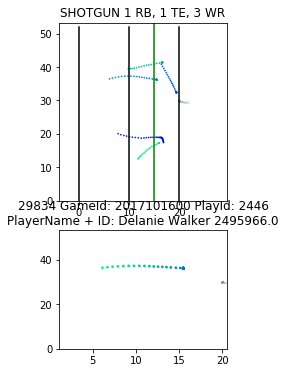 SHOTGUN 1 RB, 1 TE, 3 WR
50
40
30
20
10
0
0 10 20
29834 GameId: 2017101600 PlayId: 2446
PlayerName + ID: Delanie Walker 2495966.0
40
20
0
5 10 15 20